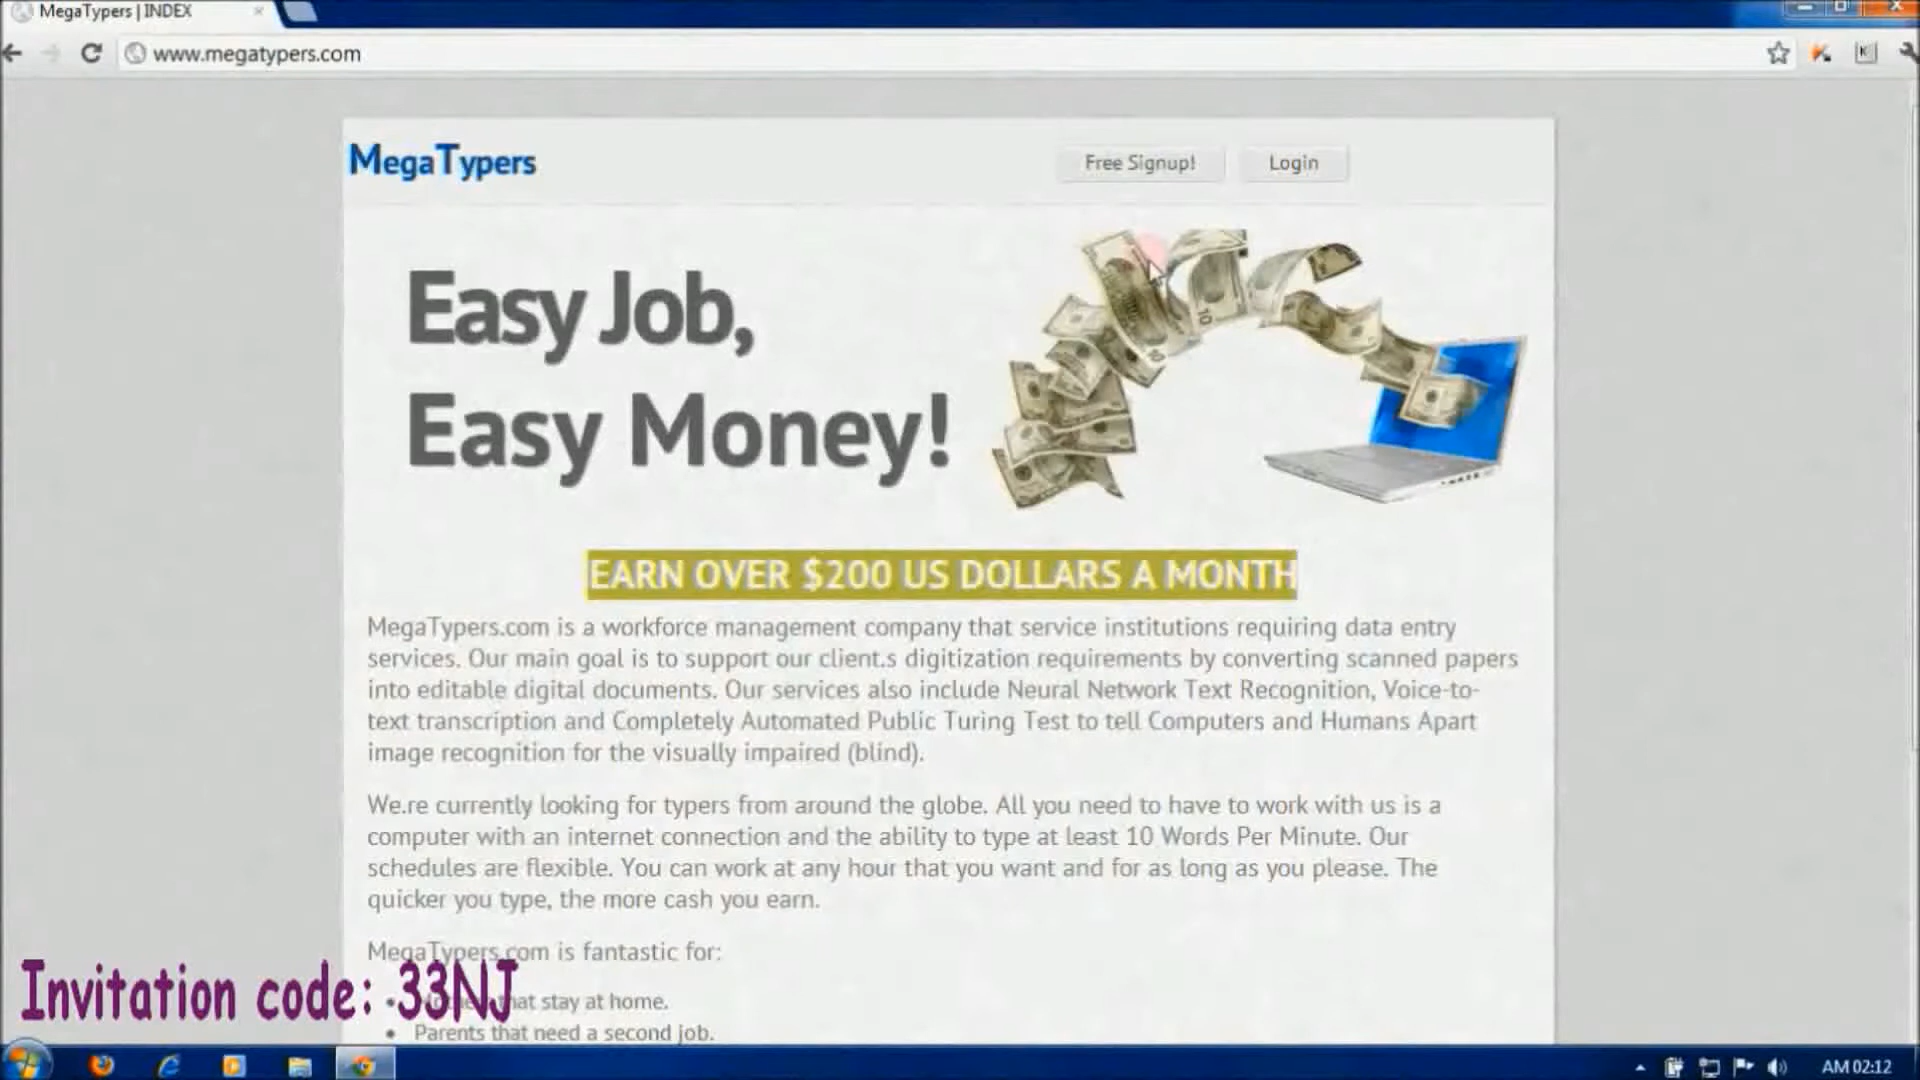 MegaTypers | INDEX
www.megatypers.com
MegaTypers
Free Signup!
Login
Easy Job,
Easy Money!
EARN OVER $200 US DOLLARS A MONTH
MegaTypers.com is a workforce management company that service institutions requiring data entry
services. Our main goal is to support our client.s digitization requirements by converting scanned papers
into editable digital documents. Our services also include Neural Network Text Recognition, Voice-to-
text transcription and Completely Automated Public Turing Test to tell Computers and Humans Apart
image recognition for the visually impaired (blind).
We.re currently looking for typers from around the globe. All you need to have to work with us is a
computer with an internet connection and the ability to type at least 10 Words Per Minute. Our
schedules are flexible. You can work at any hour that you want and for as long as you please. The
quicker you type, the more cash you earn.
MegaTypers.com is fantastic for:
that stay at home.
Parents that need a second job.
Invitation code: 33NJ
AM 02:12